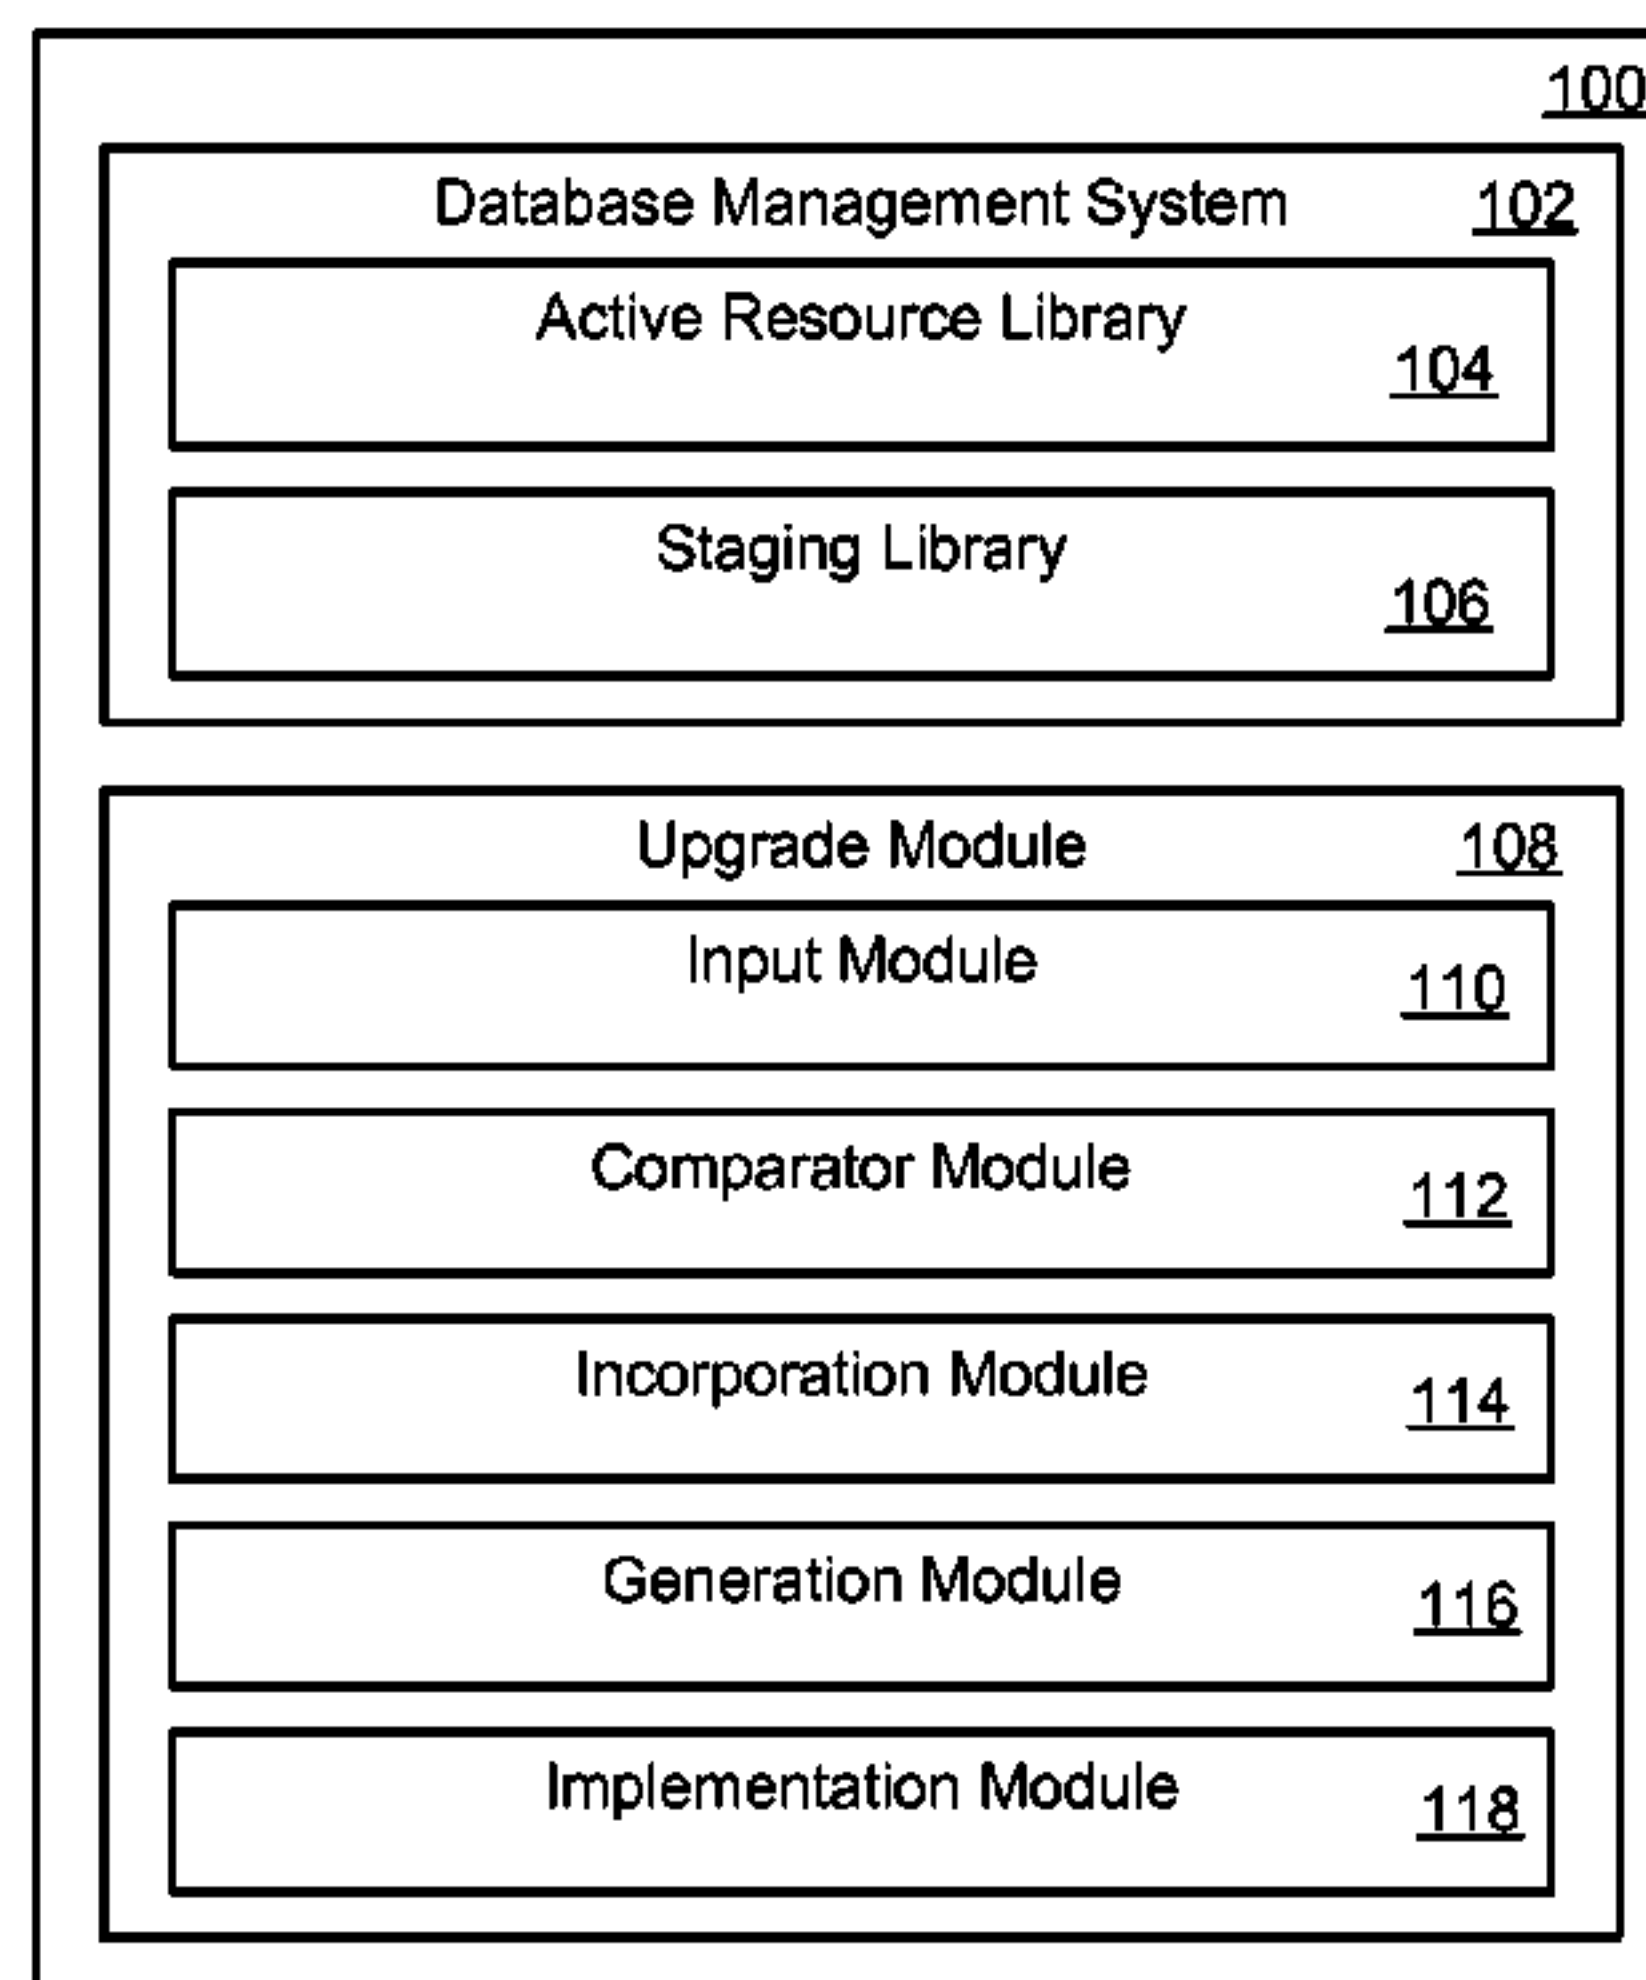 100
Database Management System 102
Active Resource Library
104
Staging Library
106
Upgrade Module 108
Input Module
110
Comparator Module
112
Incorporation Module
114
Generation Module
116
Implementation Module
118